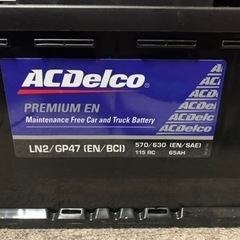 ACDelco
PREMIUM EN
Maintenance Free Car and Truck Battery
LN2/GP47 (EN/BCI)
570/630 (EN/SAE)
115 RC 65AH